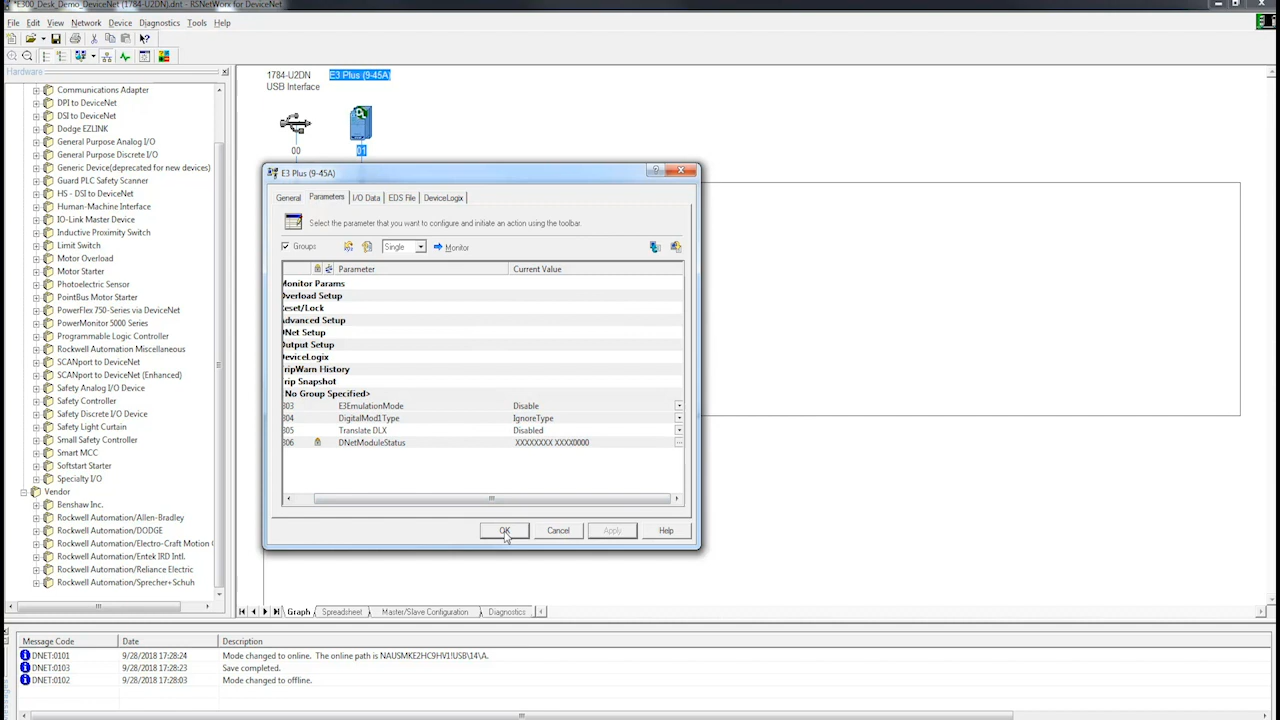 *E300_Desk_Demo_DeviceNet (1784-U2DN).dnt - RSNetWorx for DeviceNet
File Edit View Network Device Diagnostics Tools Help
Hardware
Communications Adapter
DPI to DeviceNet
DSI to DeviceNet
Dodge EZLINK
General Purpose Analog I/O
General Purpose Discrete I/O
Generic Device(deprecated for new devices)
Guard PLC Safety Scanner
HS - DSI to DeviceNet
Human-Machine Interface
IO-Link Master Device
Inductive Proximity Switch
Limit Switch
Motor Overload
Motor Starter
Photoelectric Sensor
PointBus Motor Starter
PowerFlex 750-Series via DeviceNet
PowerMonitor 5000 Series
Programmable Logic Controller
Rockwell Automation Miscellaneous
SCANport to DeviceNet
SCANport to DeviceNet (Enhanced)
Safety Analog I/O Device
Safety Controller
Safety Discrete I/O Device
Safety Light Curtain
Small Safety Controller
Smart MCC
Softstart Starter
Specialty I/O
Vendor
Benshaw Inc.
Rockwell Automation/Allen-Bradley
Rockwell Automation/DODGE
Rockwell Automation/Electro-Craft Motion
Rockwell Automation/Entek IRD Intl.
Rockwell Automation/Reliance Electric
Rockwell Automation/Sprecher+Schuh
1784-U2DN
USB Interface
E3 Plus (9-45A)
00
01
E3 Plus (9-45A)
General Parameters I/O Data EDS File DeviceLogix
Select the parameter that you want to configure and initiate an action using the toolbar.
Groups Single Monitor
Parameter Current Value
Monitor Params
Overload Setup
Reset/Lock
Advanced Setup
DNet Setup
Output Setup
DeviceLogix
TripWarn History
Trip Snapshot
No Group Specified>
303 E3EmulationMode Disable
304 DigitalMod1Type IgnoreType
305 Translate DLX Disabled
306 DNetModuleStatus XXXXXXXX XXXX0000
OK Cancel Apply Help
Graph Spreadsheet Master/Slave Configuration Diagnostics
Message Code Date Description
DNET:0101 9/28/2018 17:28:24 Mode changed to online. The online path is NAUSMKE2HC9HV1!USB\14\A.
DNET:0103 9/28/2018 17:28:23 Save completed.
DNET:0102 9/28/2018 17:28:03 Mode changed to offline.